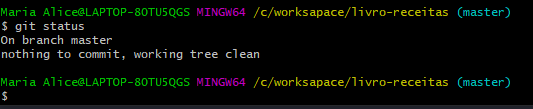 Maria Alice@LAPTOP-8OTU5QGS MINGW64 /c/worksapace/livro-receitas (master)
$ git status
On branch master
nothing to commit, working tree clean
Maria Alice@LAPTOP-8OTU5QGS MINGW64 /c/worksapace/livro-receitas (master)
$